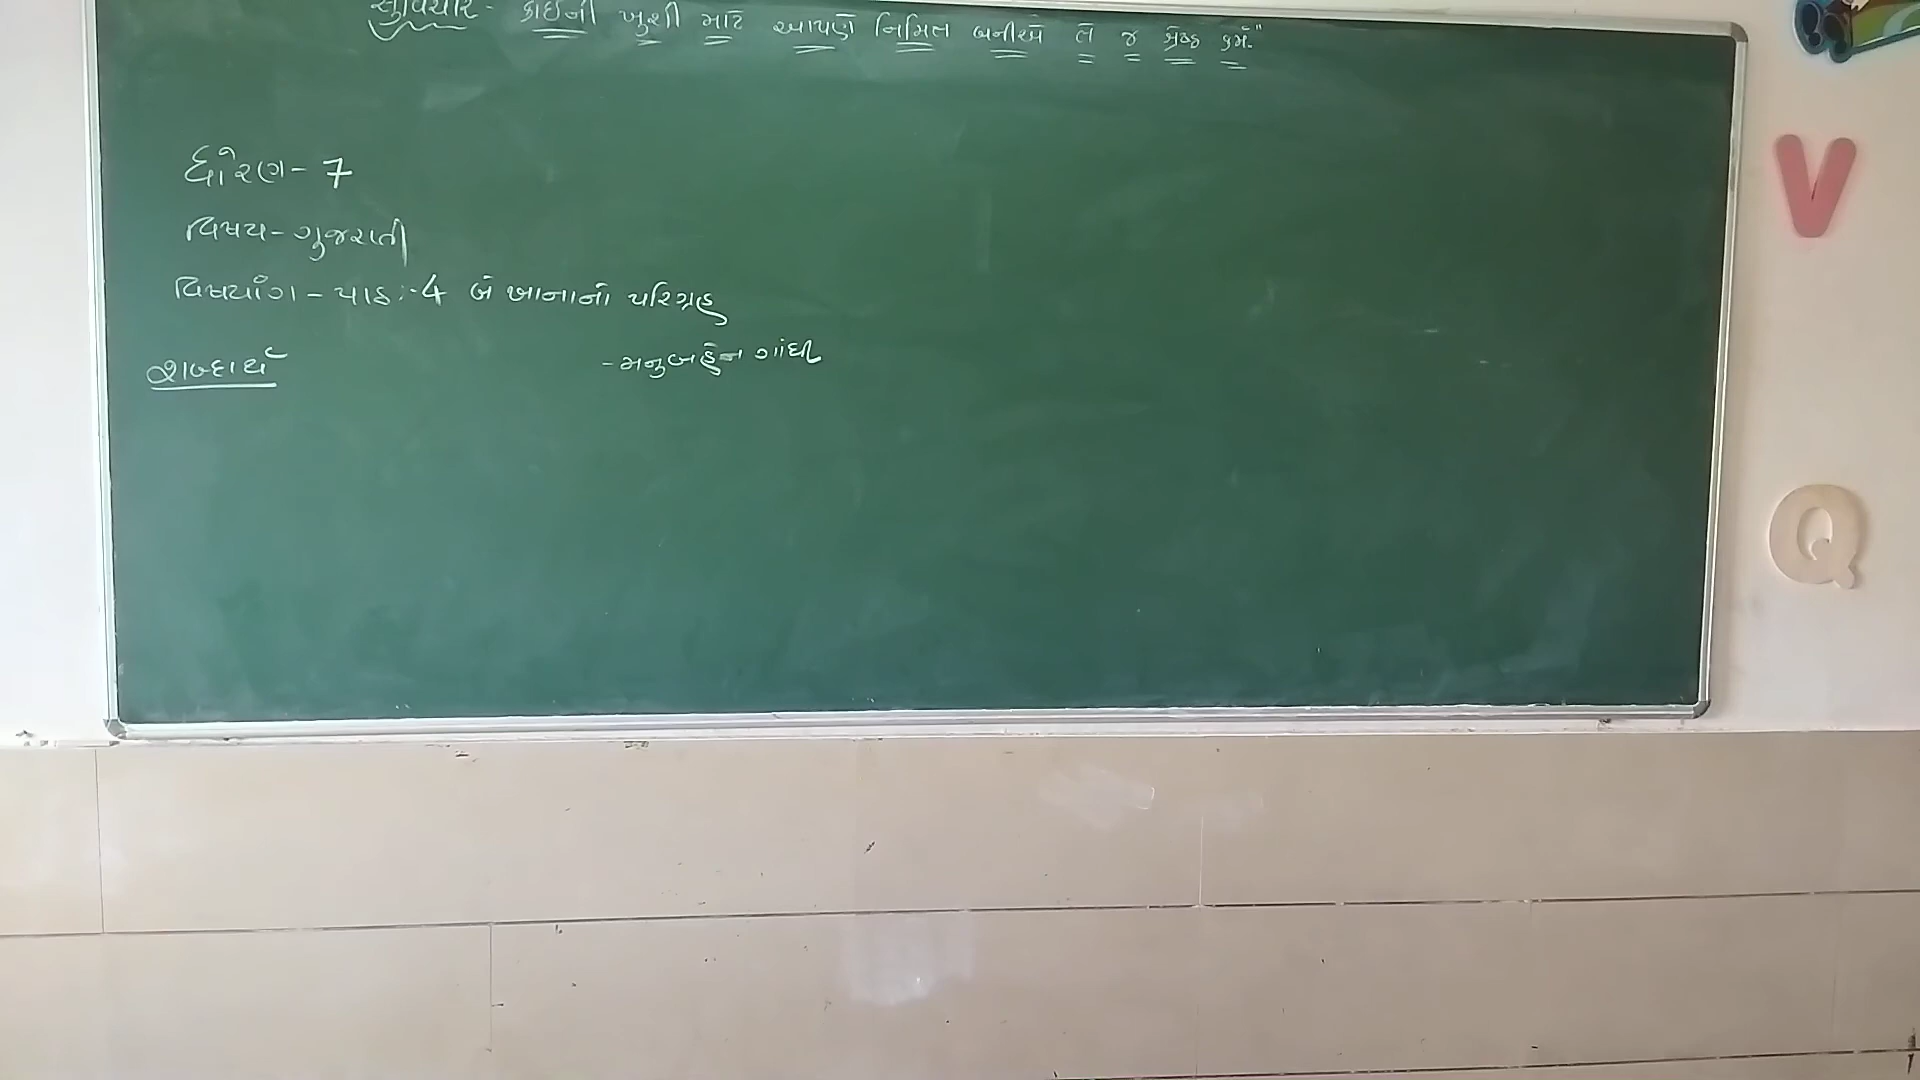 સુવિચાર - કોઈની ખુશી માટે આપણે નિમિત બનીએ તે જ શ્રેષ્ઠ કર્મ."
ધોરણ - 7
વિષય - ગુજરાતી
વિષયાંગ - પાઠ :- 4 બે ખાનાનો પરિગ્રહ
- મનુબહેન ગાંધી
શબ્દાર્થ
V
Q